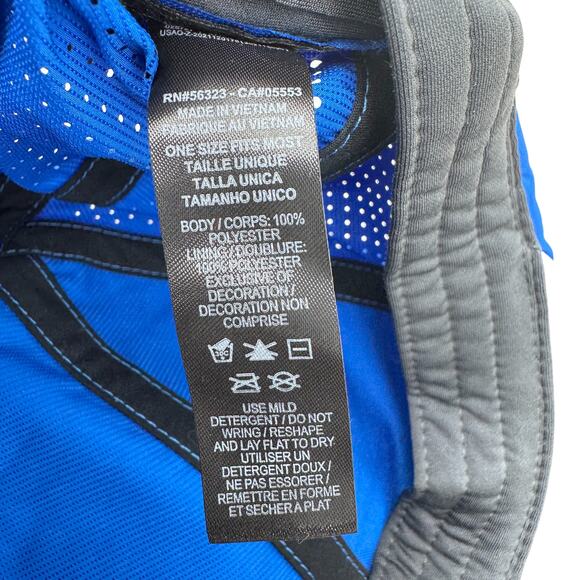 RN#56323 - CA#05553
MADE IN VIETNAM
FABRIQUE AU VIETNAM
ONE SIZE FITS MOST
TAILLE UNIQUE
TALLA UNICA
TAMANHO UNICO
BODY / CORPS: 100%
POLYESTER
LINING / DOUBLURE:
100% POLYESTER
EXCLUSIVE OF
DECORATION /
DECORATION NON
COMPRISE
30C
USE MILD
DETERGENT / DO NOT
WRING / RESHAPE
AND LAY FLAT TO DRY
UTILISER UN
DETERGENT DOUX /
NE PAS ESSORER /
REMETTRE EN FORME
ET SECHER A PLAT